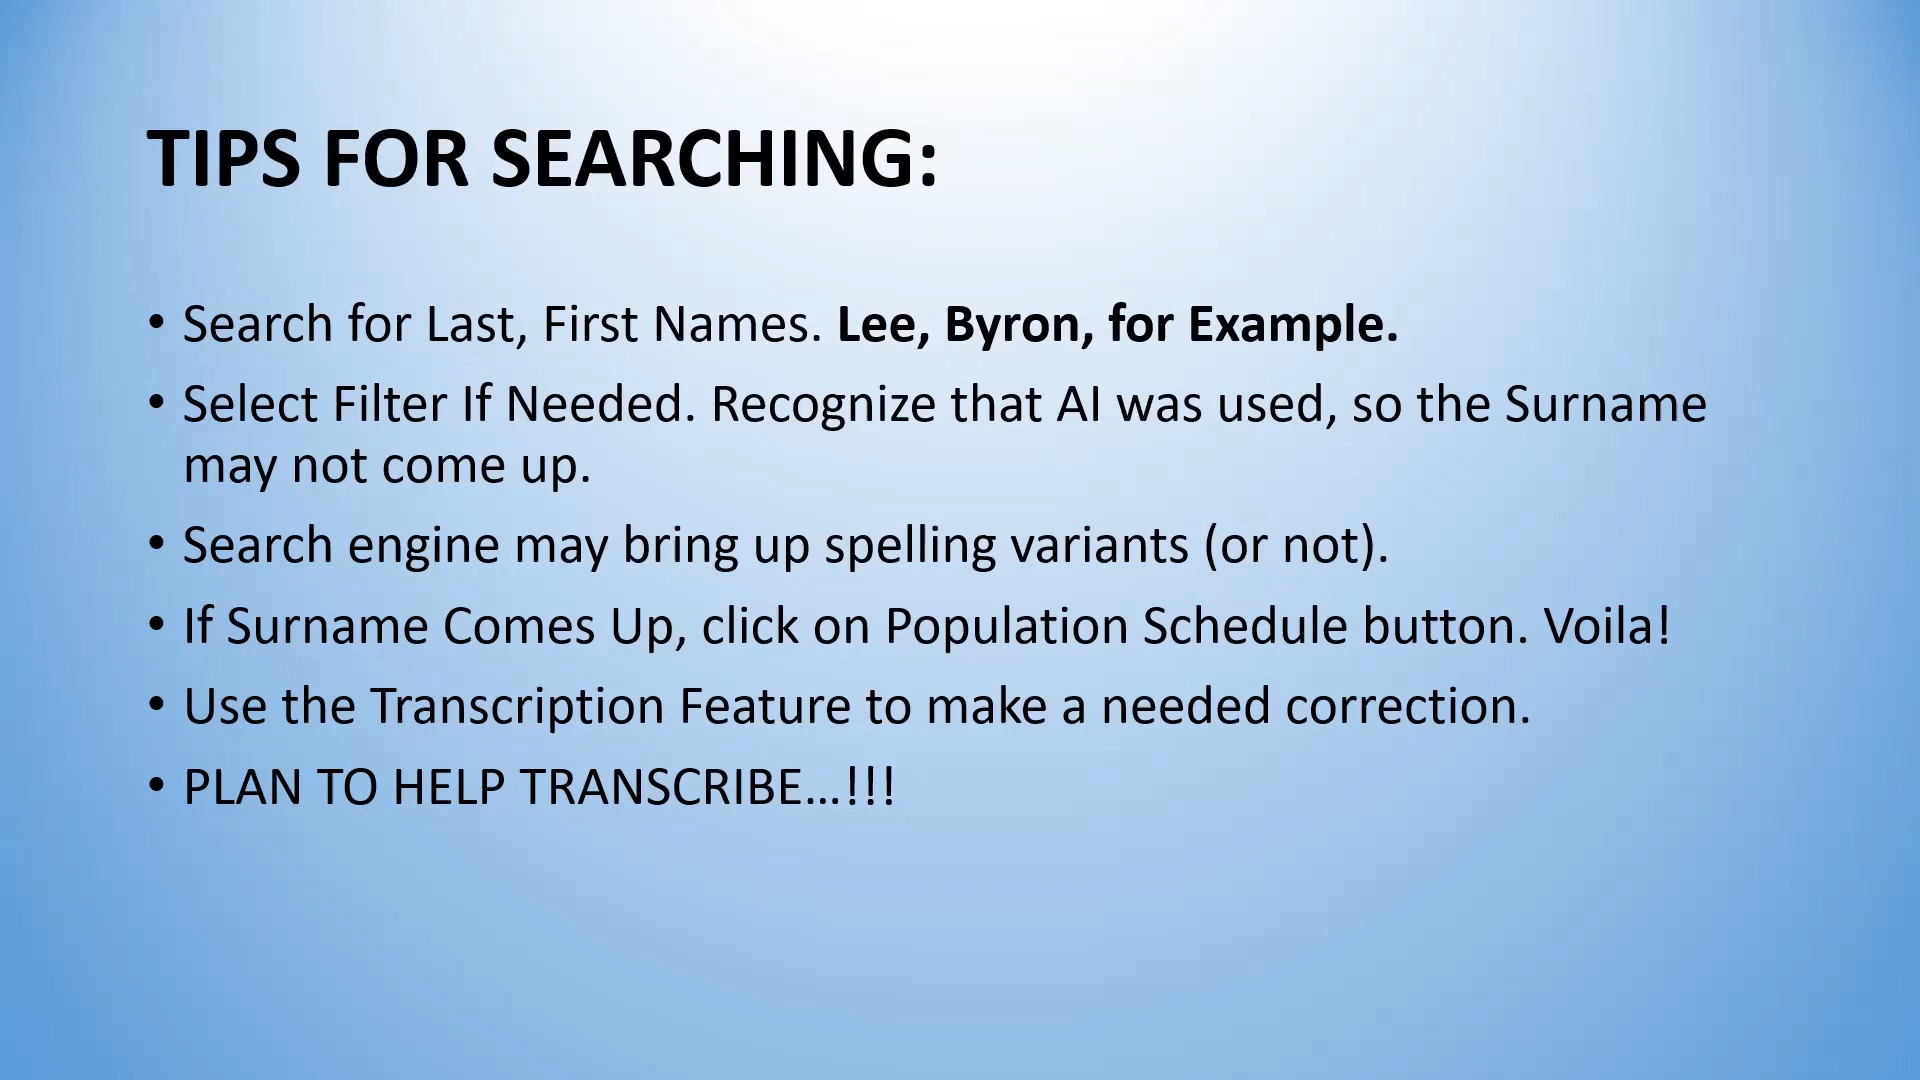 TIPS FOR SEARCHING:
• Search for Last, First Names. Lee, Byron, for Example.
• Select Filter If Needed. Recognize that AI was used, so the Surname
may not come up.
• Search engine may bring up spelling variants (or not).
• If Surname Comes Up, click on Population Schedule button. Voila!
• Use the Transcription Feature to make a needed correction.
• PLAN TO HELP TRANSCRIBE…!!!